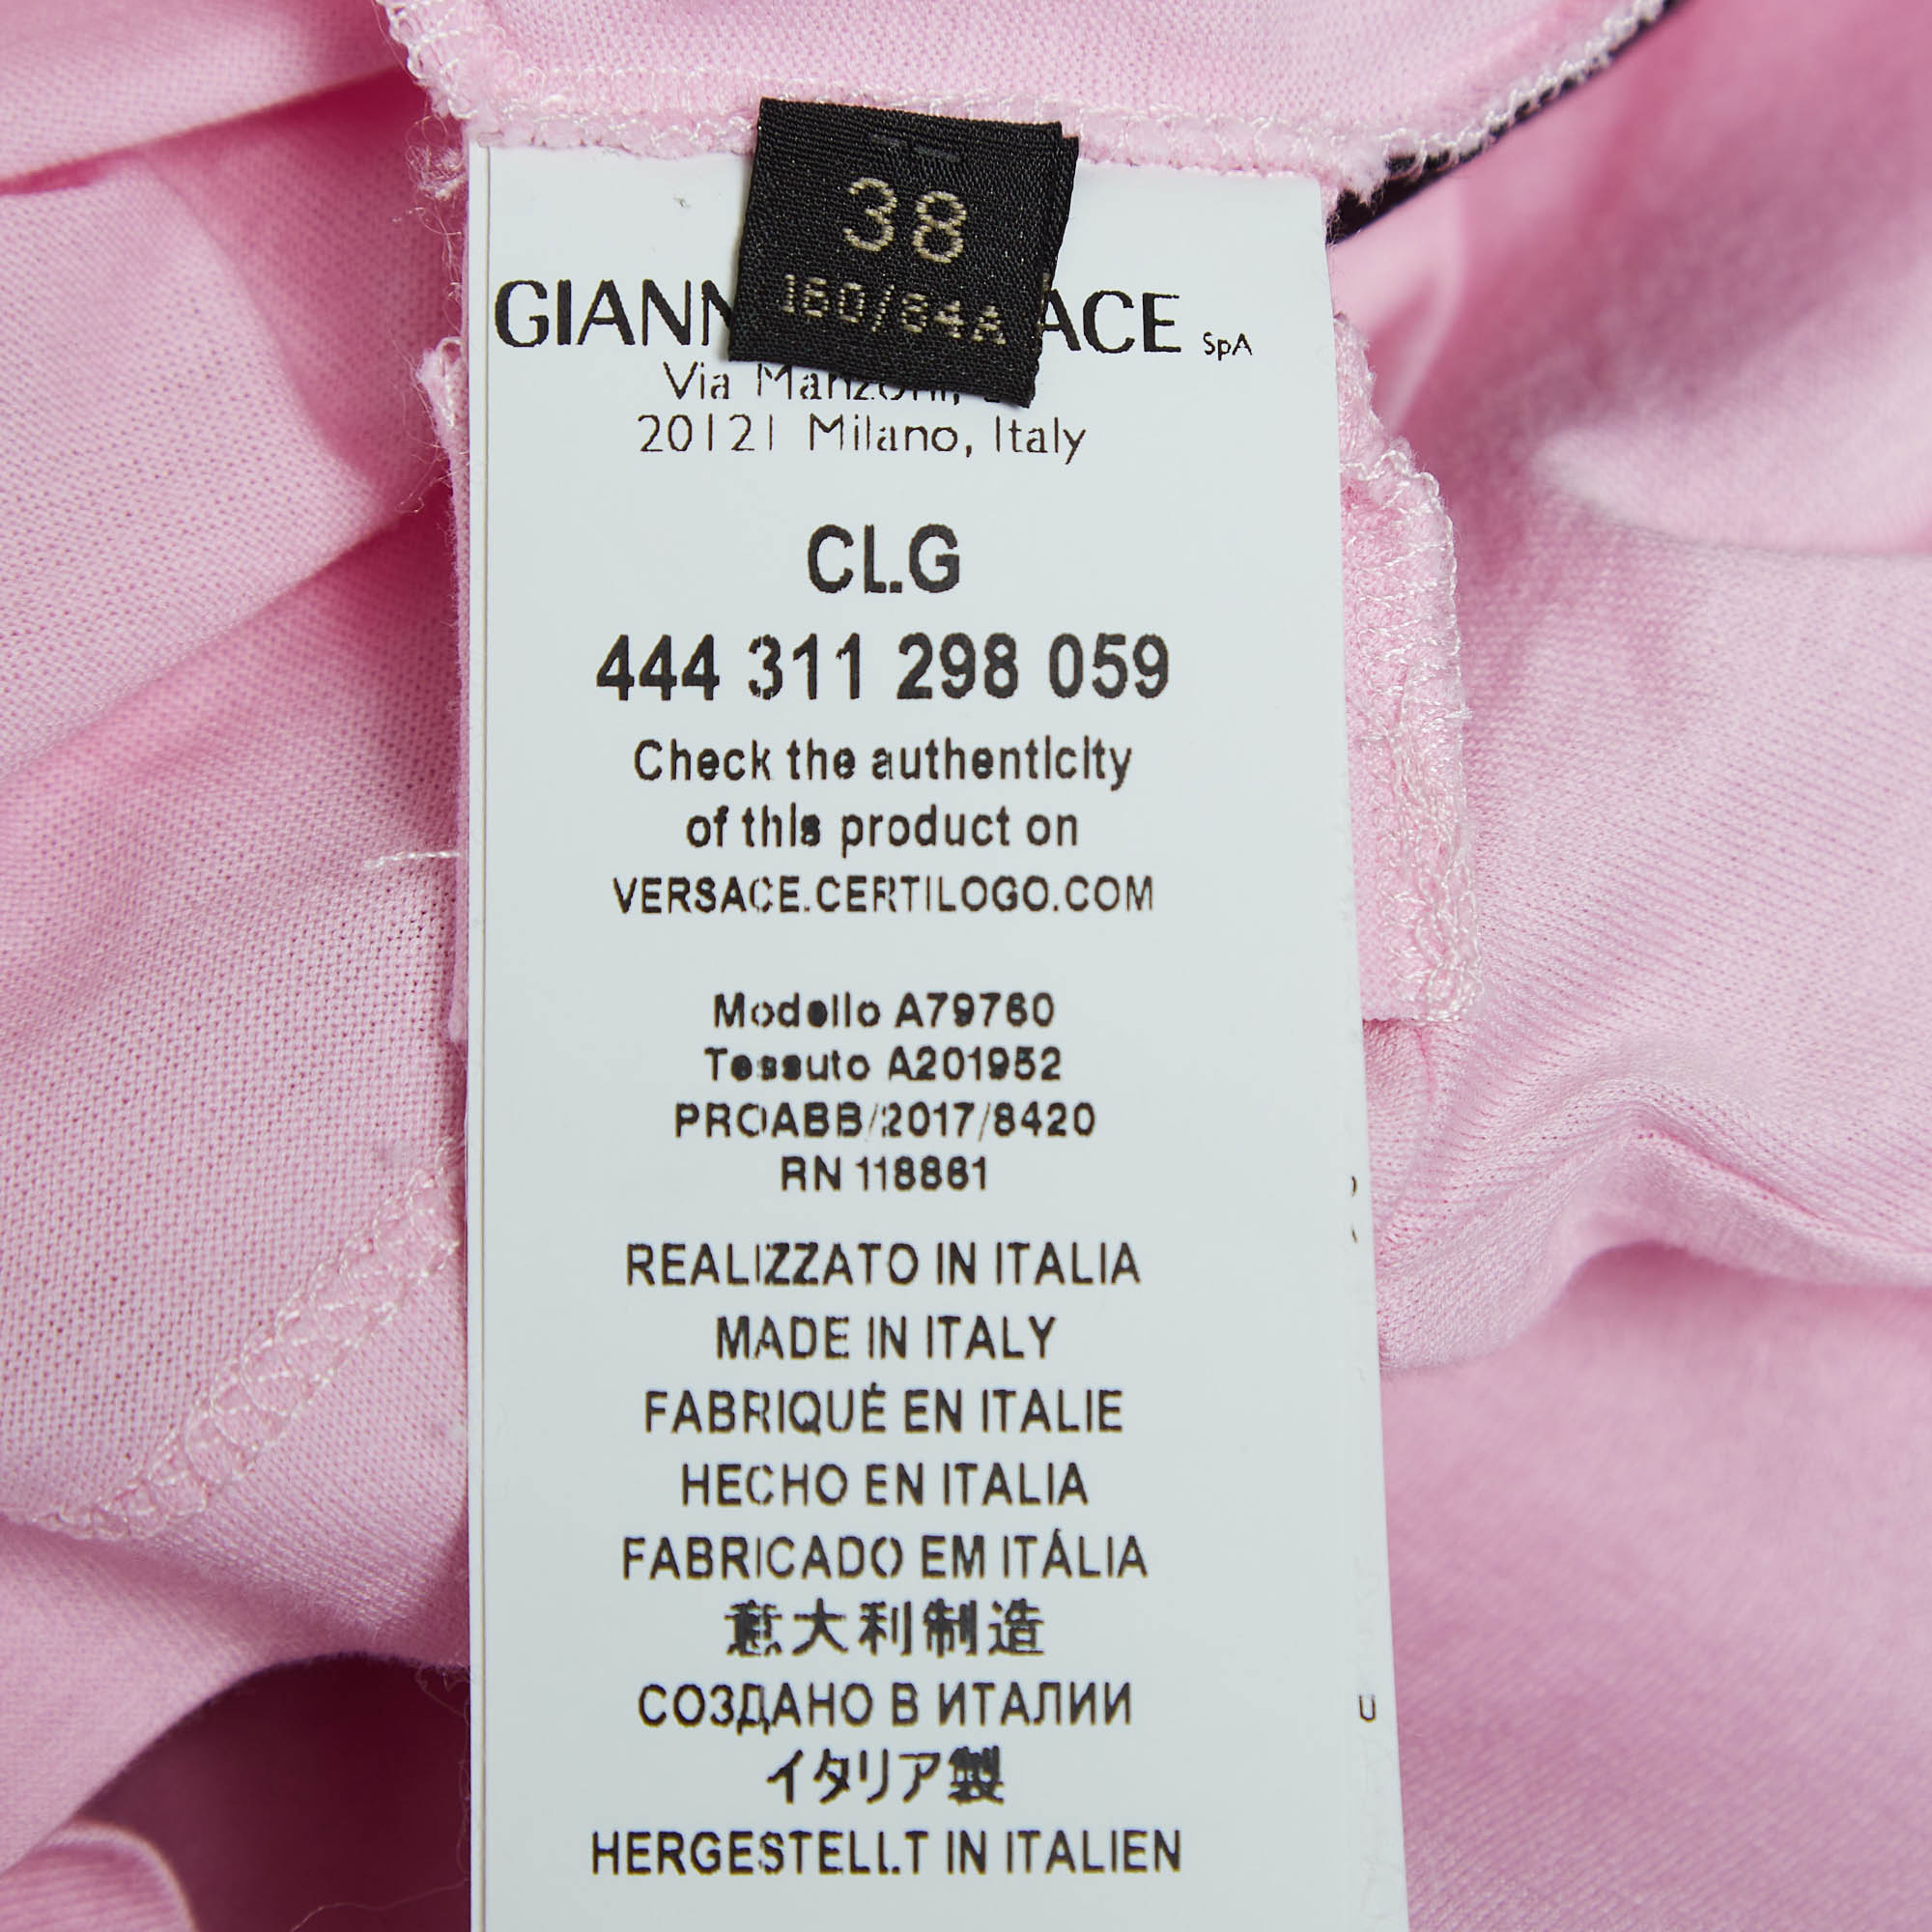 38
160/84A
SpA
Via
20121 Milano, Italy
CLG
444 311 298 059
Check the authenticity
of this product on
VERSACE.CERTILOGO.COM
Modello A79760
Tessuto A201952
PROABB/2017/8420
RN 118861
REALIZZATO IN ITALIA
MADE IN ITALY
FABRIQUÉ EN ITALIE
HECHO EN ITALIA
FABRICADO EM ITÁLIA
意大利制造
СОЗДАНО В ИТАЛИИ
イタリア製
HERGESTELLT IN ITALIEN